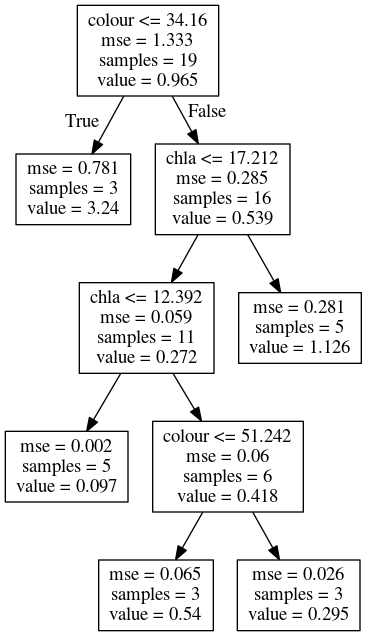 colour <= 34.16
mse = 1.333
samples = 19
value = 0.965
True
False
mse = 0.781
samples = 3
value = 3.24
chla <= 17.212
mse = 0.285
samples = 16
value = 0.539
chla <= 12.392
mse = 0.059
samples = 11
value = 0.272
mse = 0.281
samples = 5
value = 1.126
mse = 0.002
samples = 5
value = 0.097
colour <= 51.242
mse = 0.06
samples = 6
value = 0.418
mse = 0.065
samples = 3
value = 0.54
mse = 0.026
samples = 3
value = 0.295